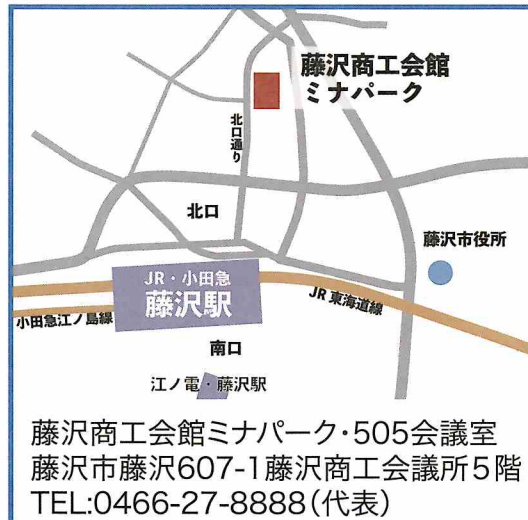 藤沢商工会館
ミナパーク
北口通り
北口
藤沢市役所
JR・小田急
藤沢駅
小田急江ノ島線
JR 東海道線
南口
江ノ電・藤沢駅
藤沢商工会館ミナパーク・505会議室
藤沢市藤沢607-1藤沢商工会議所5階
TEL:0466-27-8888(代表)